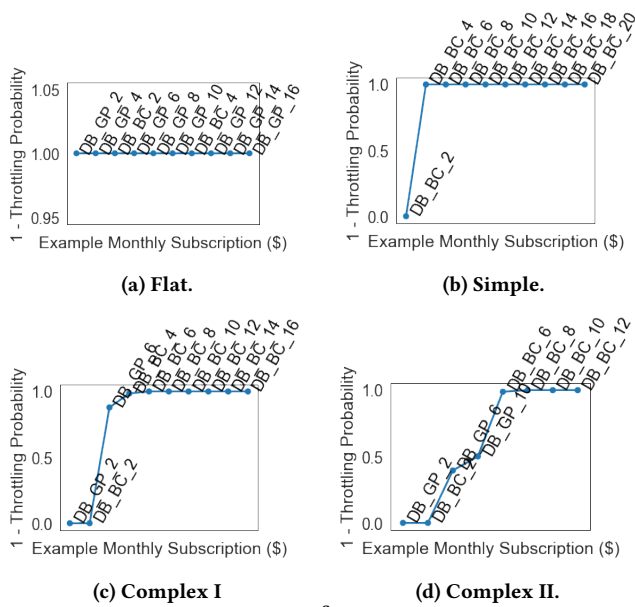 1.05
1.00
0.95
1 - Throttling Probability
DB_GP_2
DB_GP_4
DB_BC_2
DB_GP_6
DB_GP_8
DB_GP_10
DB_BC_4
DB_GP_12
DB_GP_14
DB_GP_16
Example Monthly Subscription ($)
(a) Flat.
1.0
0.5
0.0
1 - Throttling Probability
DB_BC_2
DB_BC_4
DB_BC_6
DB_BC_8
DB_BC_10
DB_BC_12
DB_BC_14
DB_BC_16
DB_BC_18
DB_BC_20
Example Monthly Subscription ($)
(b) Simple.
1.0
0.5
0.0
1 - Throttling Probability
DB_GP_2
DB_BC_2
DB_GP_6
DB_BC_4
DB_BC_6
DB_BC_8
DB_BC_10
DB_BC_12
DB_BC_14
DB_BC_16
Example Monthly Subscription ($)
(c) Complex I
1.0
0.5
0.0
1 - Throttling Probability
DB_GP_2
DB_BC_2
DB_GP_6
DB_GP_10
DB_BC_6
DB_BC_8
DB_BC_10
DB_BC_12
Example Monthly Subscription ($)
(d) Complex II.